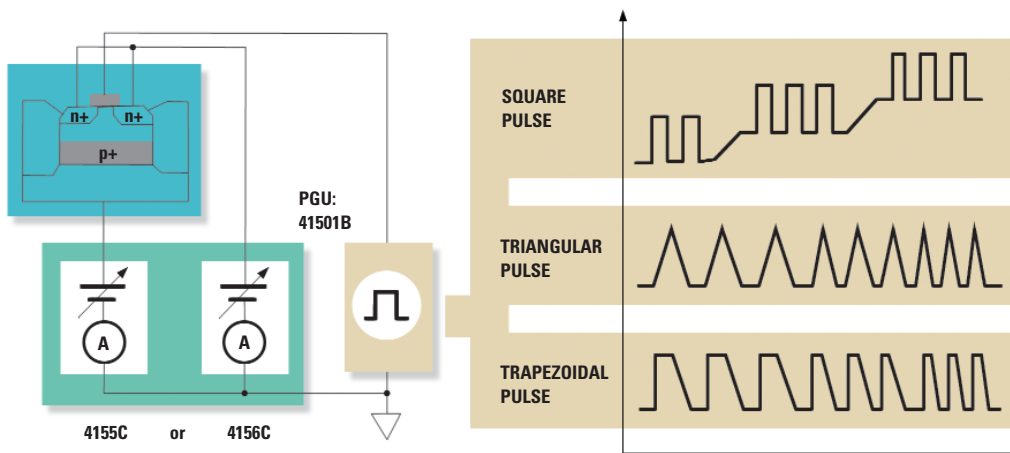 n+ n+
p+
PGU:
41501B
A A
4155C or 4156C
SQUARE
PULSE
TRIANGULAR
PULSE
TRAPEZOIDAL
PULSE